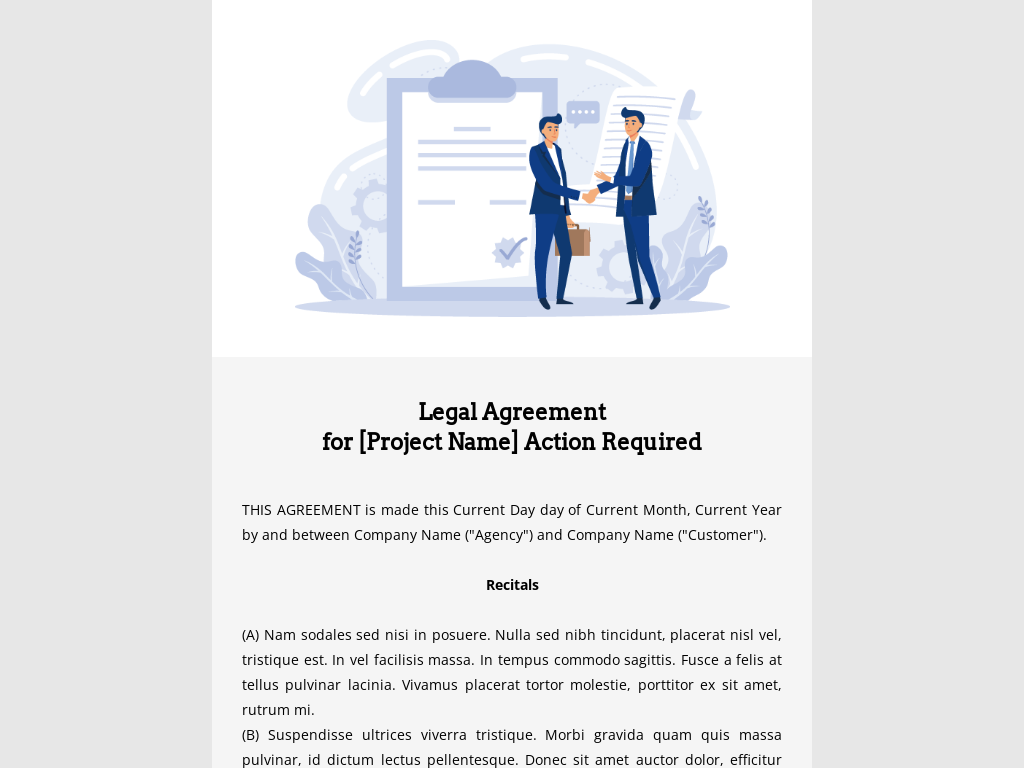 Legal Agreement
for [Project Name] Action Required
THIS AGREEMENT is made this Current Day day of Current Month, Current Year
by and between Company Name ("Agency") and Company Name ("Customer").
Recitals
(A) Nam sodales sed nisi in posuere. Nulla sed nibh tincidunt, placerat nisl vel,
tristique est. In vel facilisis massa. In tempus commodo sagittis. Fusce a felis at
tellus pulvinar lacinia. Vivamus placerat tortor molestie, porttitor ex sit amet,
rutrum mi.
(B) Suspendisse ultrices viverra tristique. Morbi gravida quam quis massa
pulvinar, id dictum lectus pellentesque. Donec sit amet auctor dolor, efficitur